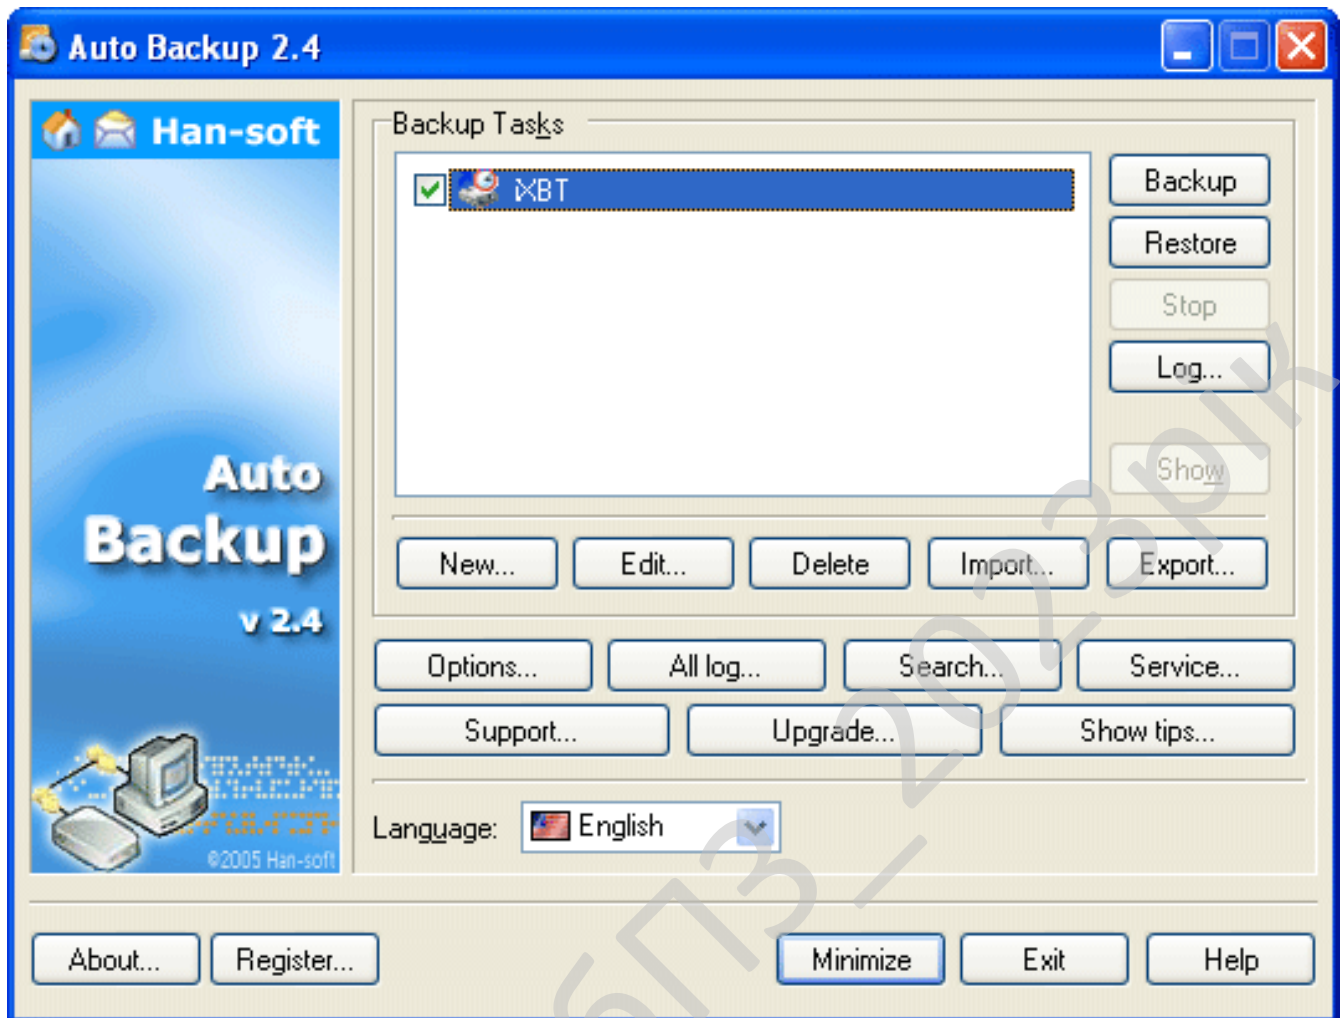 Auto Backup 2.4
Han-soft
Auto
Backup
v 2.4
©2005 Han-soft
Backup Tasks
iXBT
Backup
Restore
Stop
Log...
Show
New... Edit... Delete Import... Export...
Options... All log... Search... Service...
Support... Upgrade... Show tips...
Language: English
About... Register... Minimize Exit Help
бПЗ_2023рік